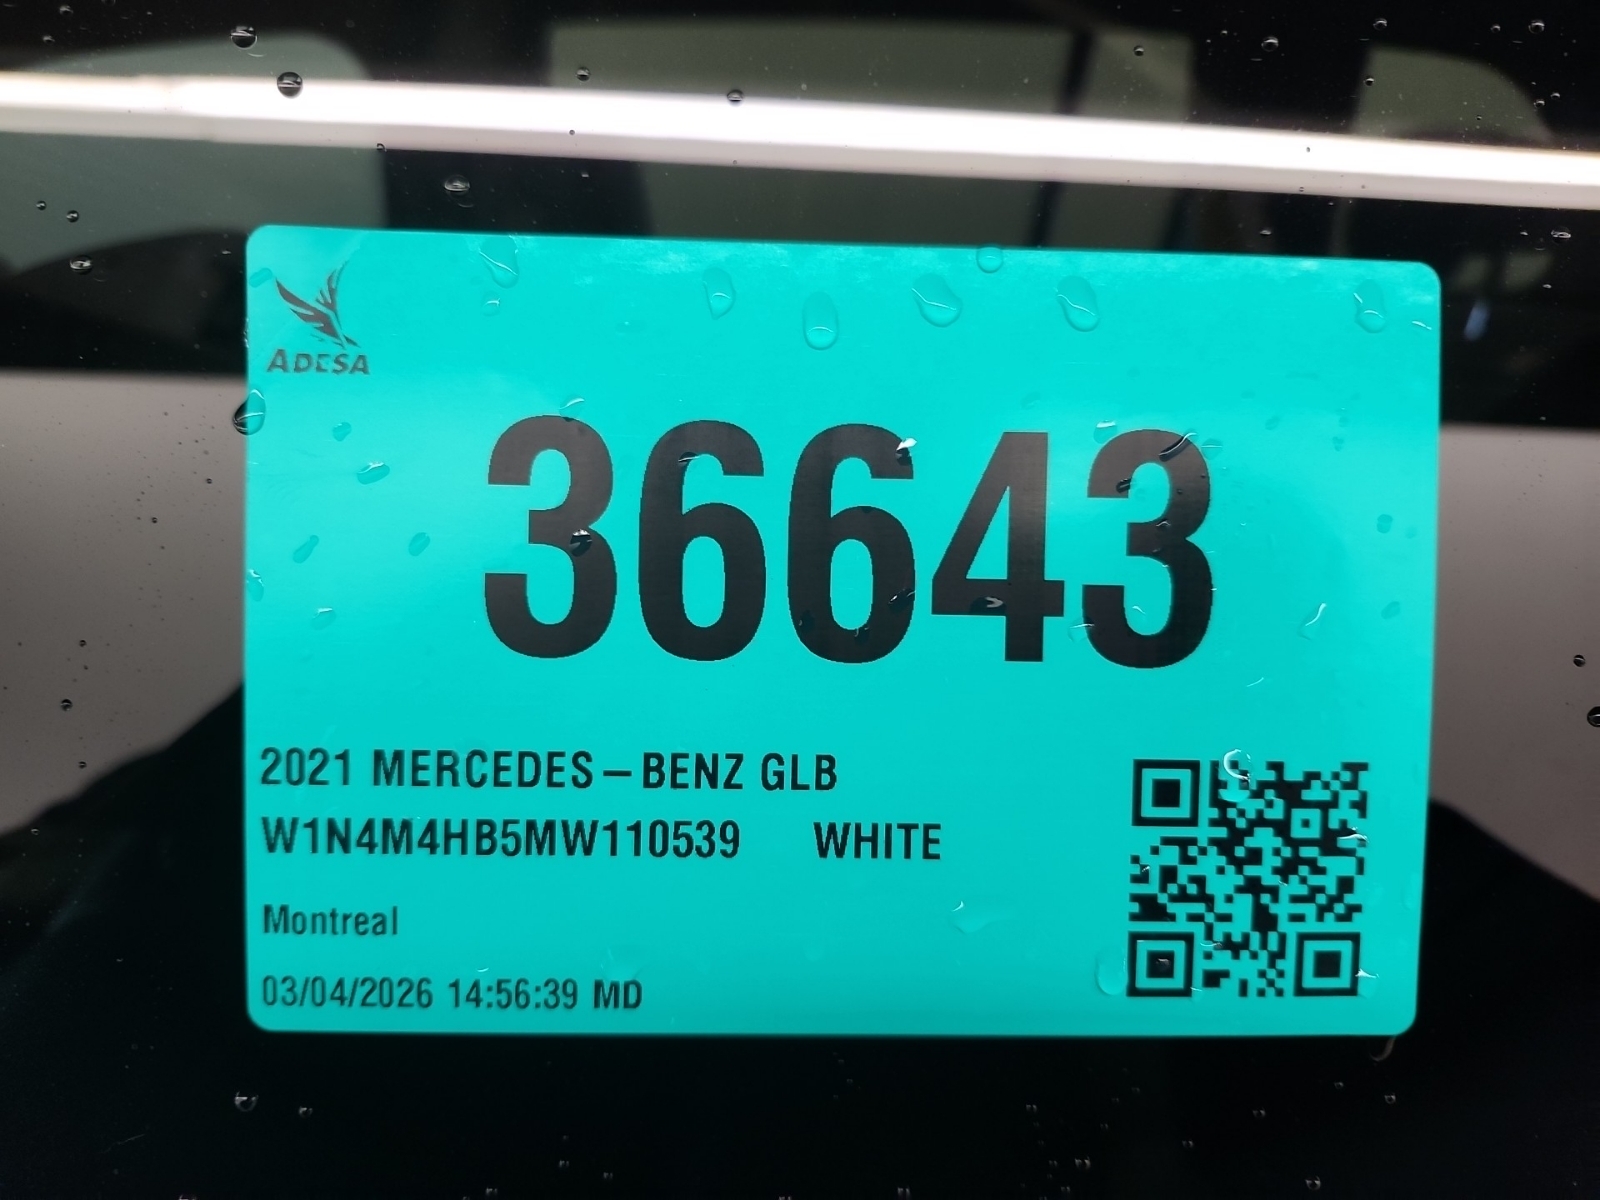 ADESA
36643
2021 MERCEDES-BENZ GLB
W1N4M4HB5MW110539 WHITE
Montreal
03/04/2026 14:56:39 MD